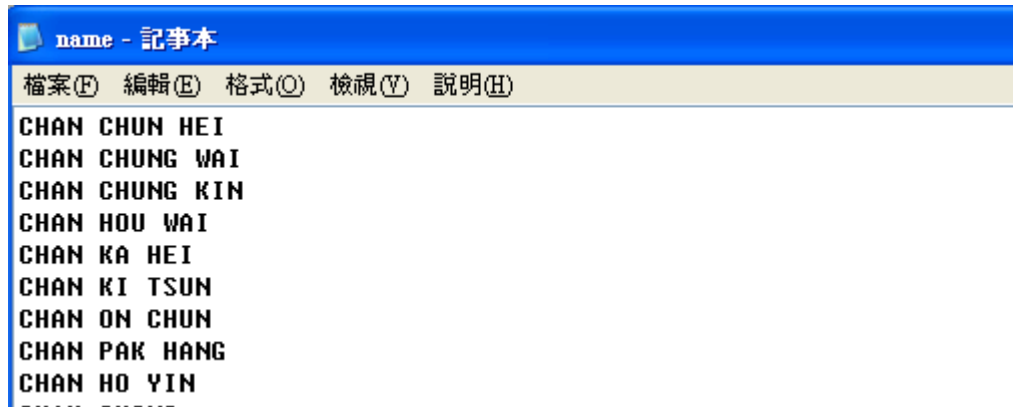 name - 記事本
檔案(F) 編輯(E) 格式(O) 檢視(V) 說明(H)
CHAN CHUN HEI
CHAN CHUNG WAI
CHAN CHUNG KIN
CHAN HOU WAI
CHAN KA HEI
CHAN KI TSUN
CHAN ON CHUN
CHAN PAK HANG
CHAN HO YIN